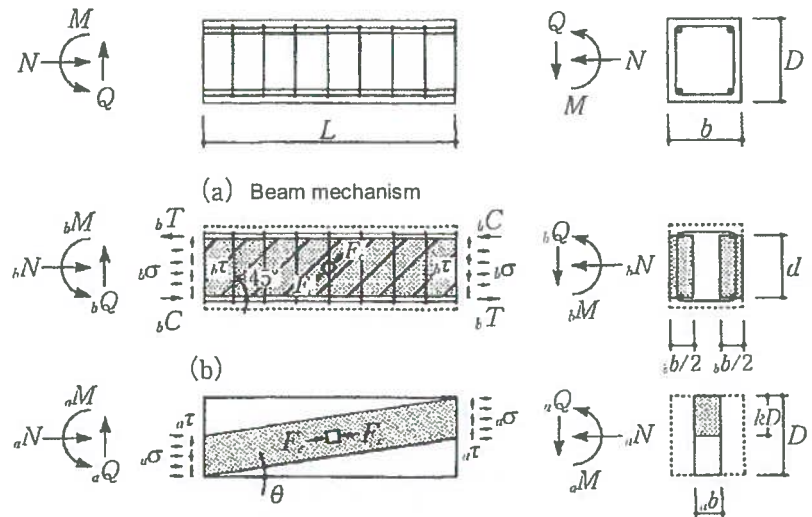 M
N
Q
L
Q
N
M
D
b
(a) Beam mechanism
bM
bN
bQ
bT
bσ
bτ
bC
45°
Fc
Fc
bC
bτ
bσ
bT
bQ
bN
bM
d
b/2 bb/2
(b)
aM
aN
aQ
aτ
aσ
Fc Fc
θ
aσ
aτ
aQ
aN
aM
kD
D
ab